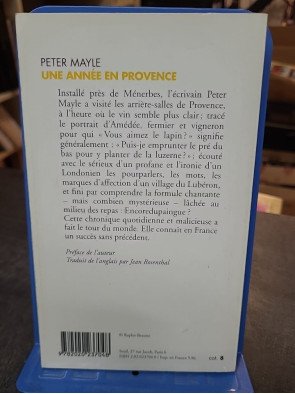 PETER MAYLE
UNE ANNÉE EN PROVENCE
Installé près de Ménerbes, l'écrivain Peter
Mayle a visité les arrière-salles de Provence,
à l'heure où le vin semble plus clair ; tracé
le portrait d'Amédée, fermier et vigneron
pour qui « Vous aimez le lapin ? » signifie
généralement : « Puis-je emprunter le pré du
bas pour y planter de la luzerne ? » ; écouté
avec le sérieux d'un profane et l'ironie d'un
Londonien les pourparlers, les mots, les
marques d'affection d'un village du Lubéron,
et fini par comprendre la formule chantante
– mais combien mystérieuse – lâchée au
milieu des repas : Encoredupaingue ?
Cette chronique quotidienne et malicieuse a
fait le tour du monde. Elle connaît en France
un succès sans précédent.
Préface de l'auteur
Traduit de l'anglais par Jean Rosenthal
Seuil, 27 rue Jacob, Paris 6
cat. 8